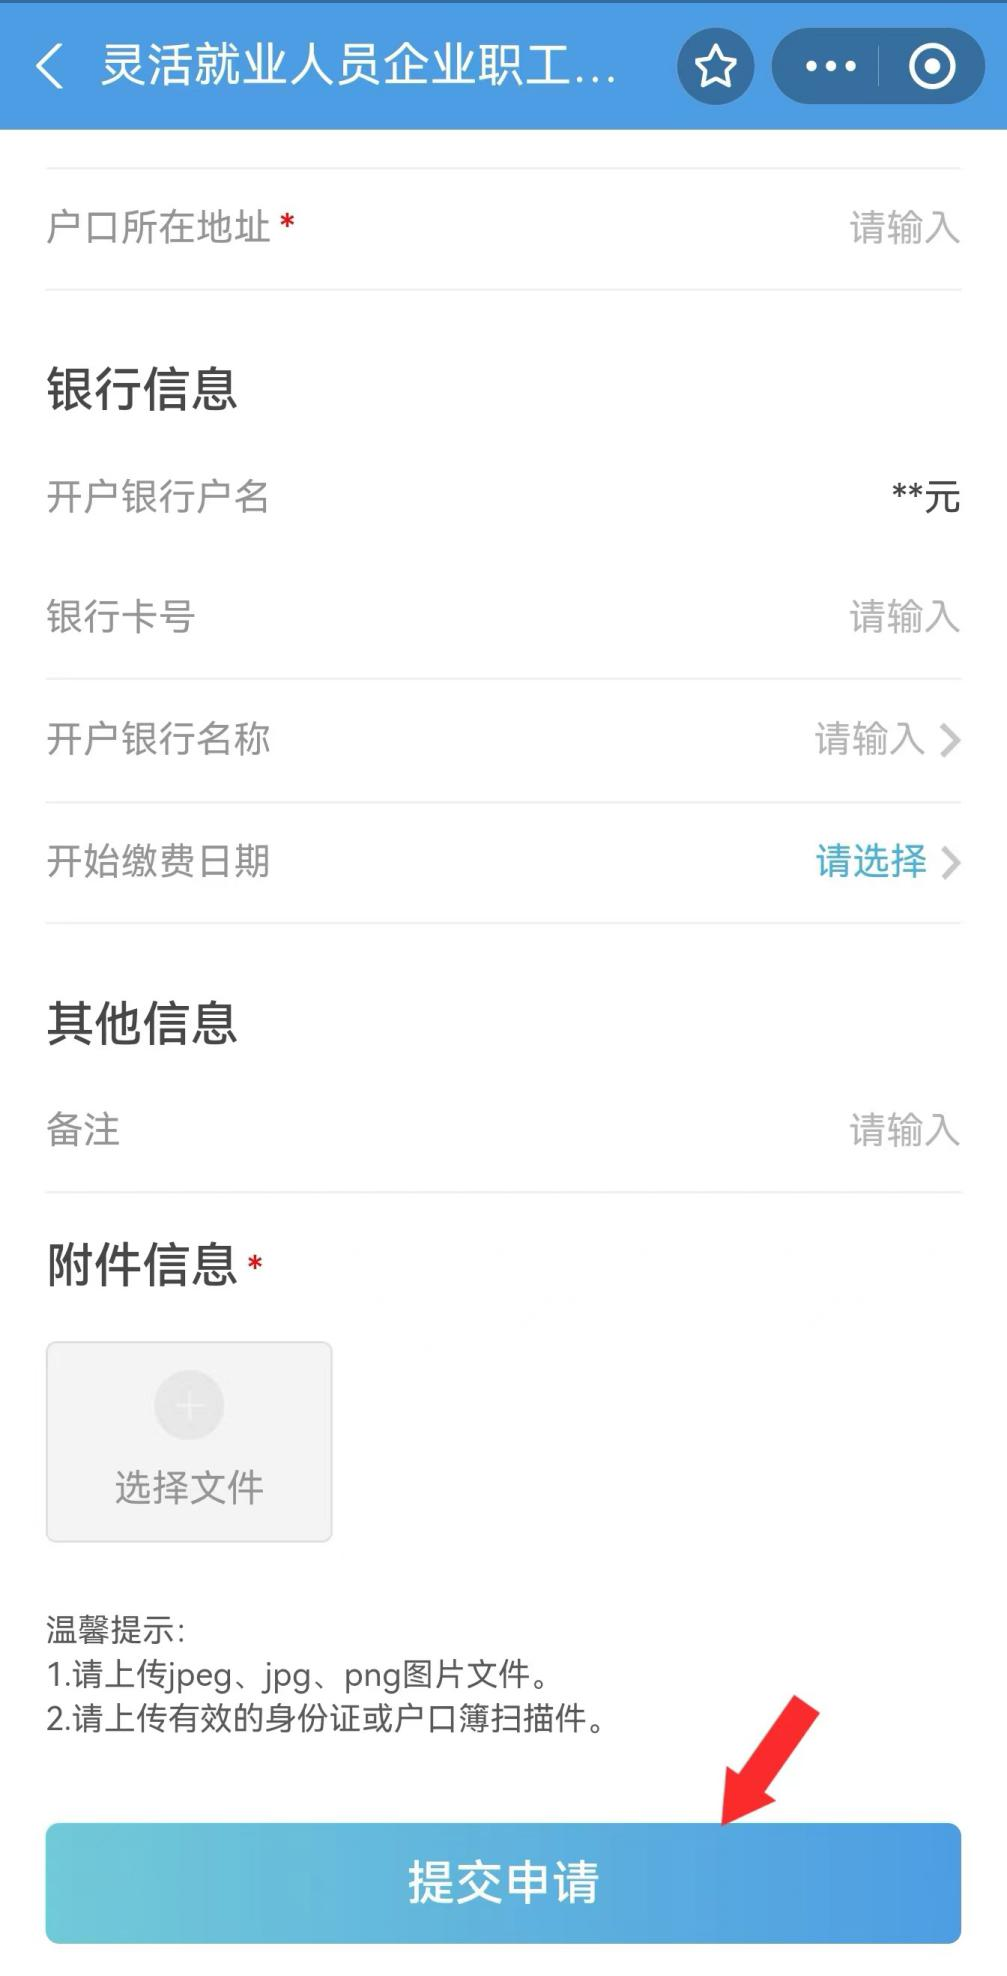 灵活就业人员企业职工...
户口所在地址* 请输入
银行信息
开户银行户名 **元
银行卡号 请输入
开户银行名称 请输入
开始缴费日期 请选择
其他信息
备注 请输入
附件信息*
选择文件
温馨提示:
1.请上传jpeg、jpg、png图片文件。
2.请上传有效的身份证或户口簿扫描件。
提交申请